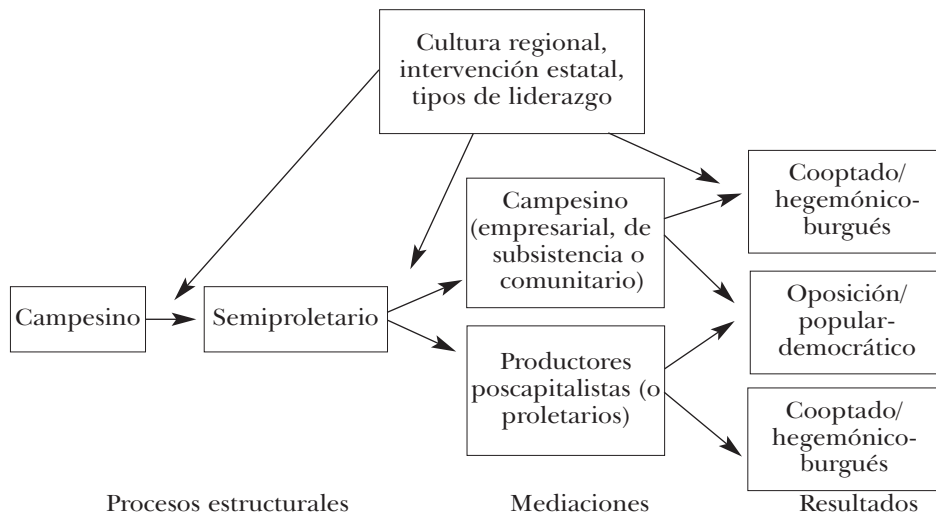 Cultura regional,
intervención estatal,
tipos de liderazgo
Campesino
Semiproletario
Campesino
(empresarial, de
subsistencia o
comunitario)
Productores
poscapitalistas (o
proletarios)
Cooptado/
hegemónico-
burgués
Oposición/
popular-
democrático
Cooptado/
hegemónico-
burgués
Procesos estructurales
Mediaciones
Resultados